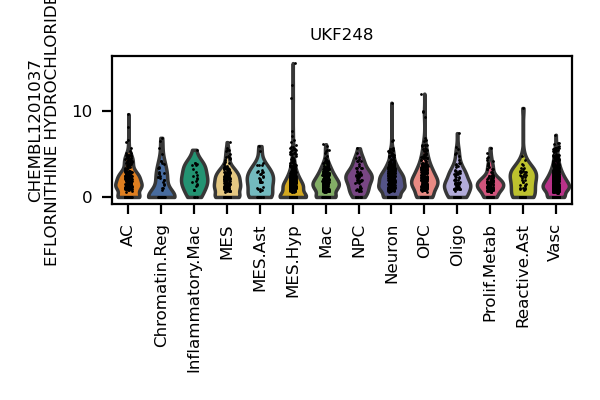 UKF248
CHEMBL1201037
EFLORNITHINE HYDROCHLORIDE
10
0
AC
Chromatin.Reg
Inflammatory.Mac
MES
MES.Ast
MES.Hyp
Mac
NPC
Neuron
OPC
Oligo
Prolif.Metab
Reactive.Ast
Vasc